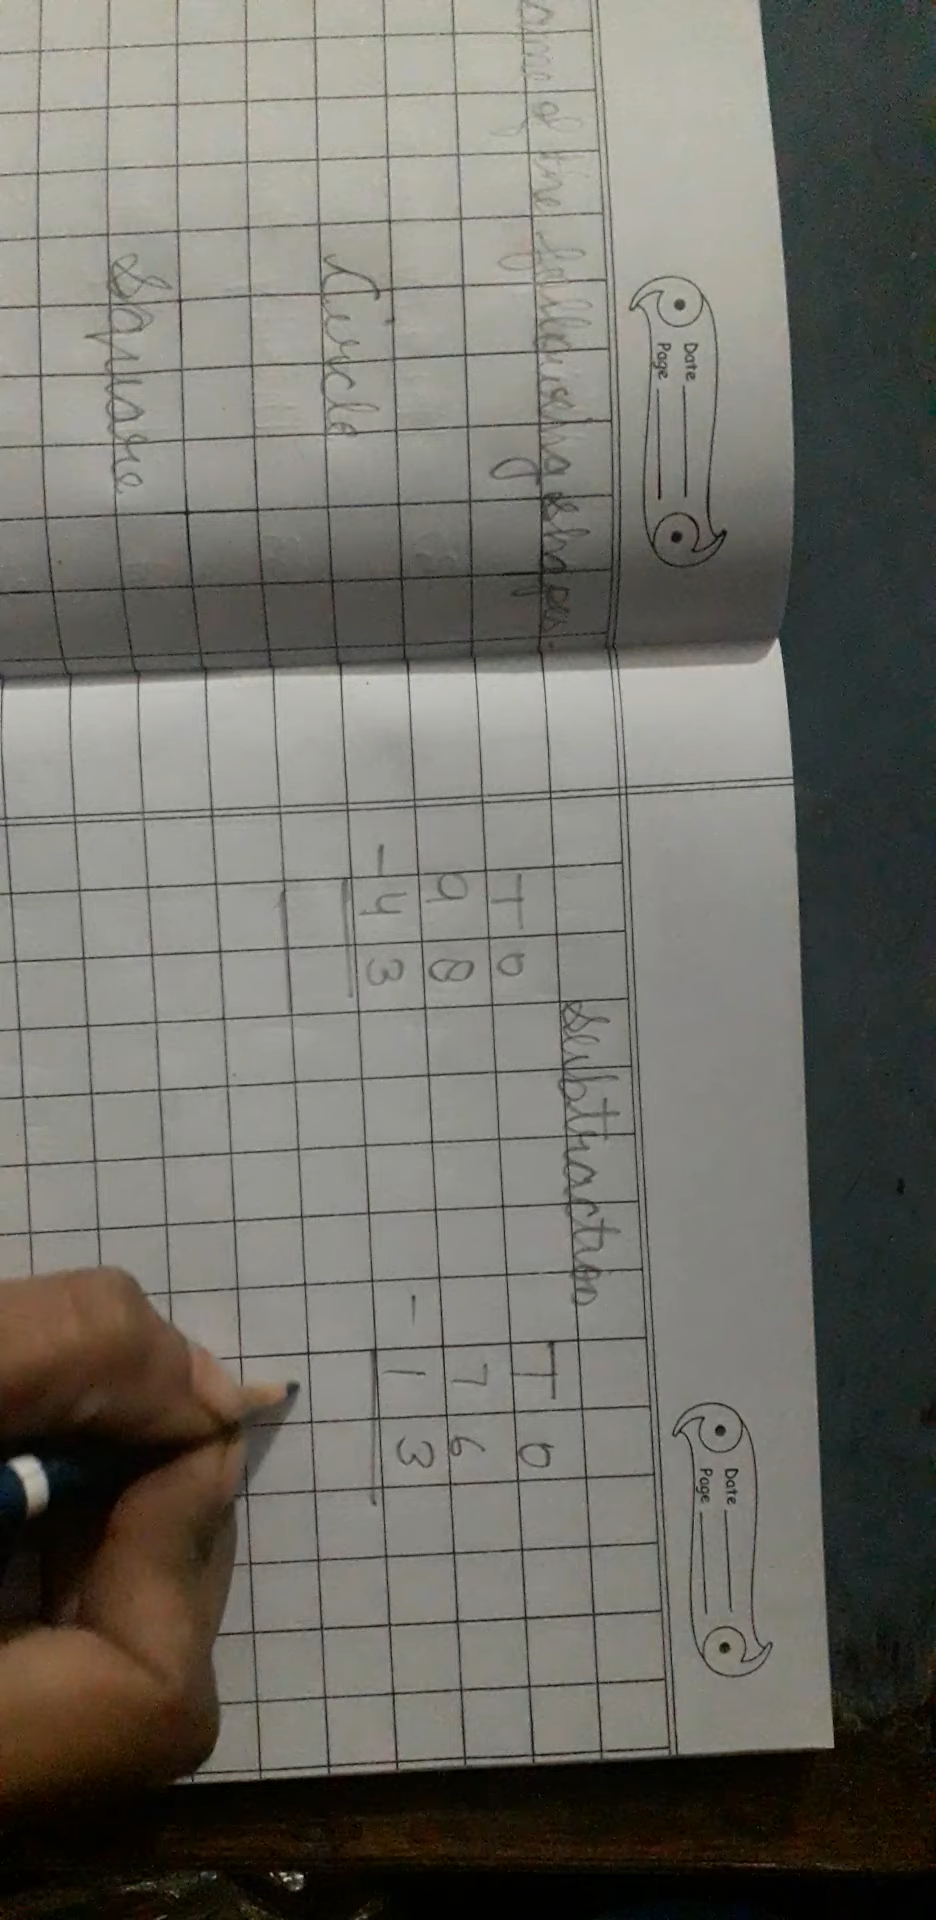 Date
Page
of the following shapes.
Circle
Square
Date
Page
Subtraction
T O
9 8
- 4 3
T O
7 6
- 1 3